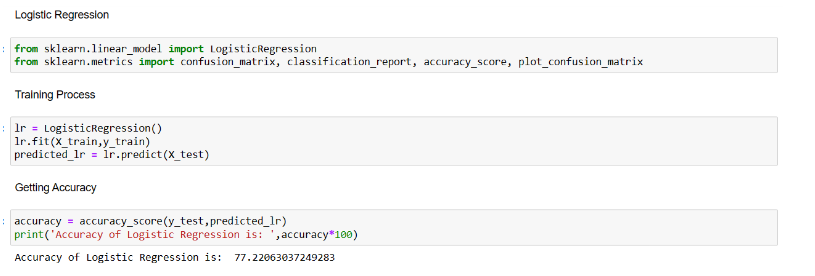 Logistic Regression
: from sklearn.linear_model import LogisticRegression
from sklearn.metrics import confusion_matrix, classification_report, accuracy_score, plot_confusion_matrix
Training Process
: lr = LogisticRegression()
lr.fit(X_train,y_train)
predicted_lr = lr.predict(X_test)
Getting Accuracy
: accuracy = accuracy_score(y_test,predicted_lr)
print('Accuracy of Logistic Regression is: ',accuracy*100)
Accuracy of Logistic Regression is:  77.22063037249283